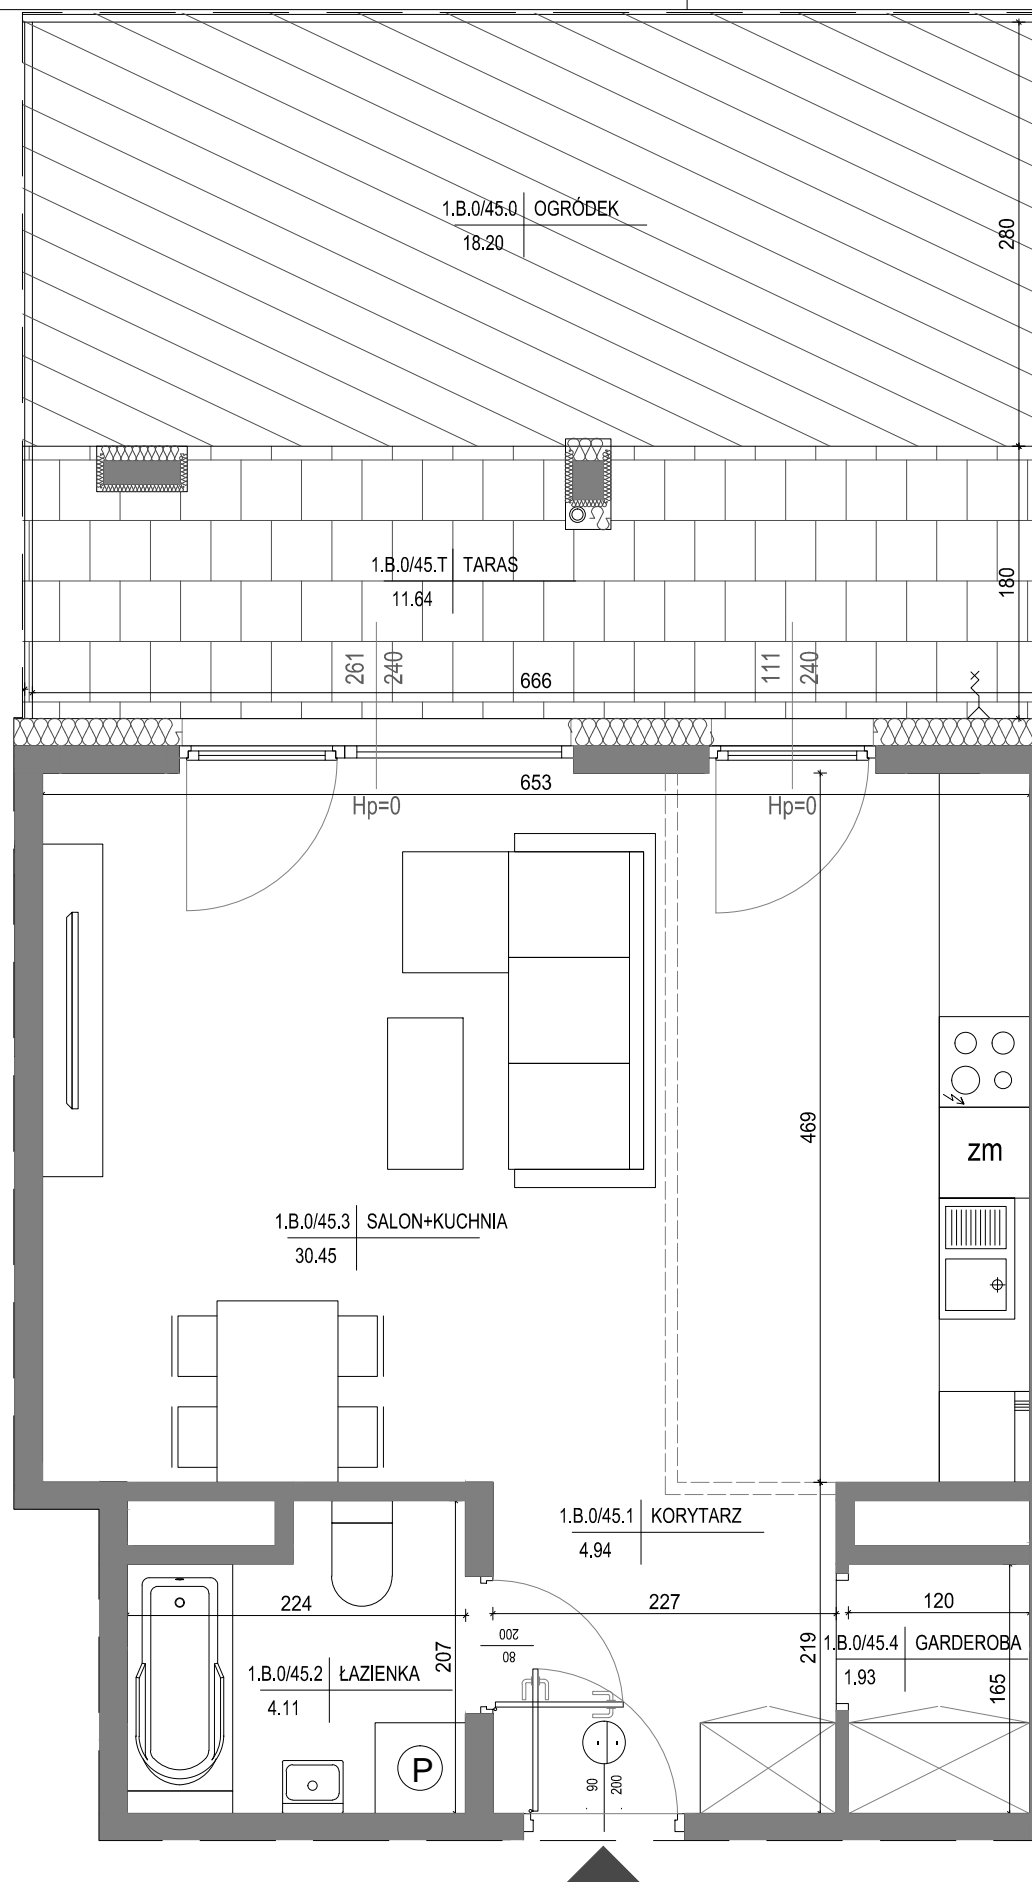 1.B.0/45.0 OGRÓDEK
18.20
280
1.B.0/45.T TARAS
11.64
180
261
240
111
240
666
653
Hp=0
Hp=0
469
zm
1.B.0/45.3 SALON+KUCHNIA
30.45
1.B.0/45.1 KORYTARZ
4.94
224
227
120
200
80
207
219
1.B.0/45.4 GARDEROBA
1.93
165
1.B.0/45.2 ŁAZIENKA
4.11
P
90
200